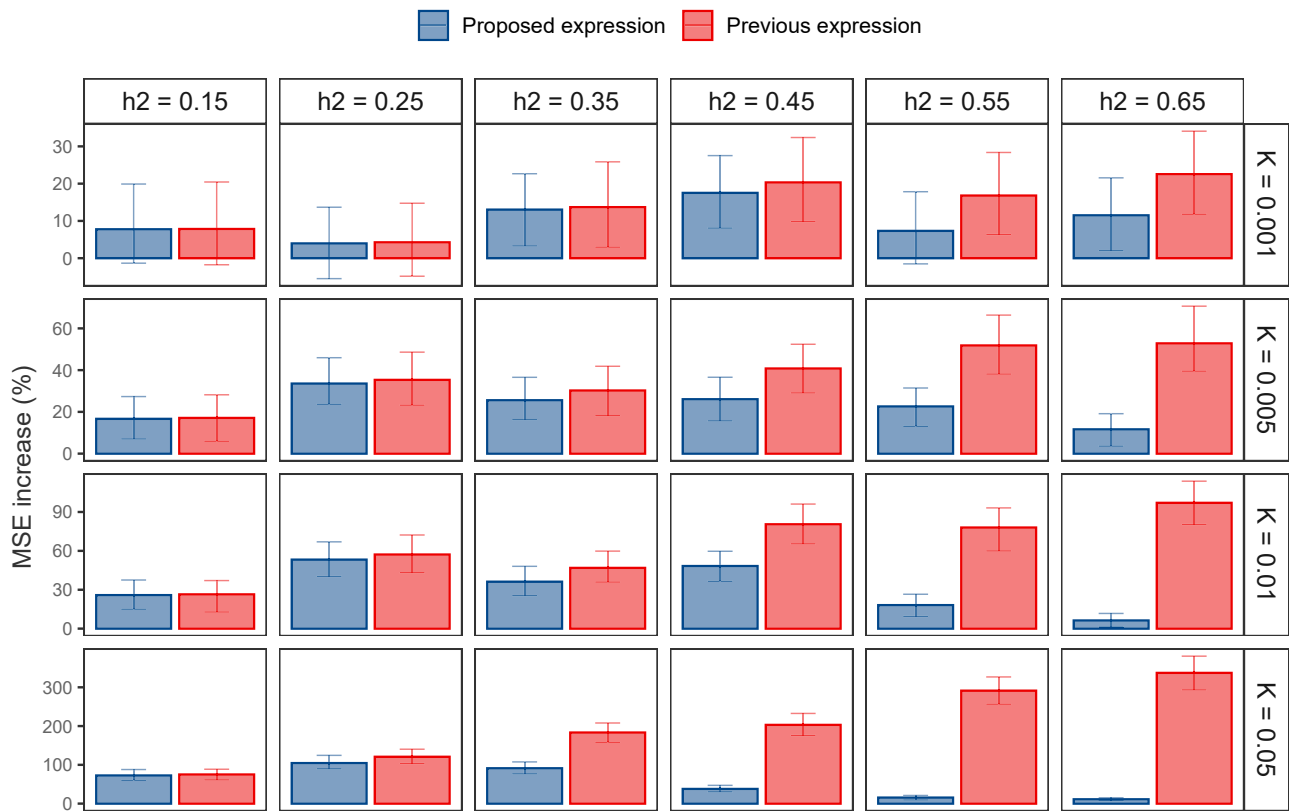 Proposed expression Previous expression
h2 = 0.15 h2 = 0.25 h2 = 0.35 h2 = 0.45 h2 = 0.55 h2 = 0.65
MSE increase (%)
30
20
10
0
K = 0.001
60
40
20
0
K = 0.005
90
60
30
0
K = 0.01
300
200
100
0
K = 0.05